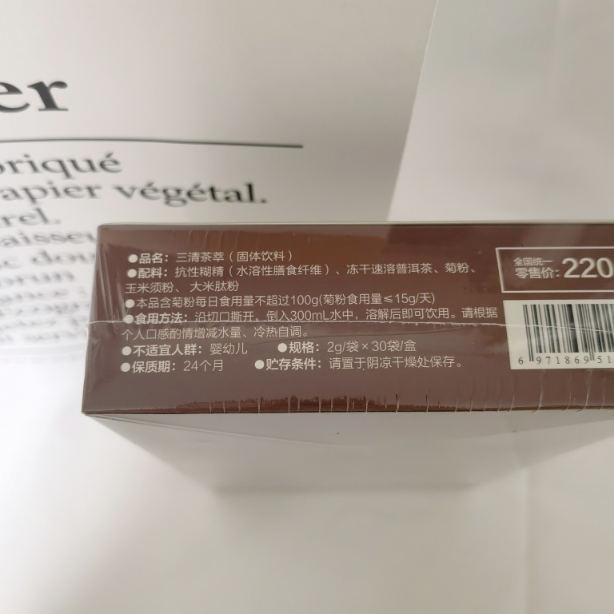 er
briqué
apier végétal.
rel.
aisse
dou
●品名：三清茶萃（固体饮料）
●配料：抗性糊精（水溶性膳食纤维）、冻干速溶普洱茶、菊粉、
玉米须粉、大米肽粉
●本品含菊粉每日食用量不超过100g(菊粉食用量≤15g/天)
●食用方法：沿切口撕开，倒入300mL水中，溶解后即可饮用。请根据
个人口感酌情增减水量、冷热自调。
●不适宜人群：婴幼儿 ●规格：2g/袋×30袋/盒
●保质期：24个月 ●贮存条件：请置于阴凉干燥处保存。
全国统一
零售价：220
6 971869 51